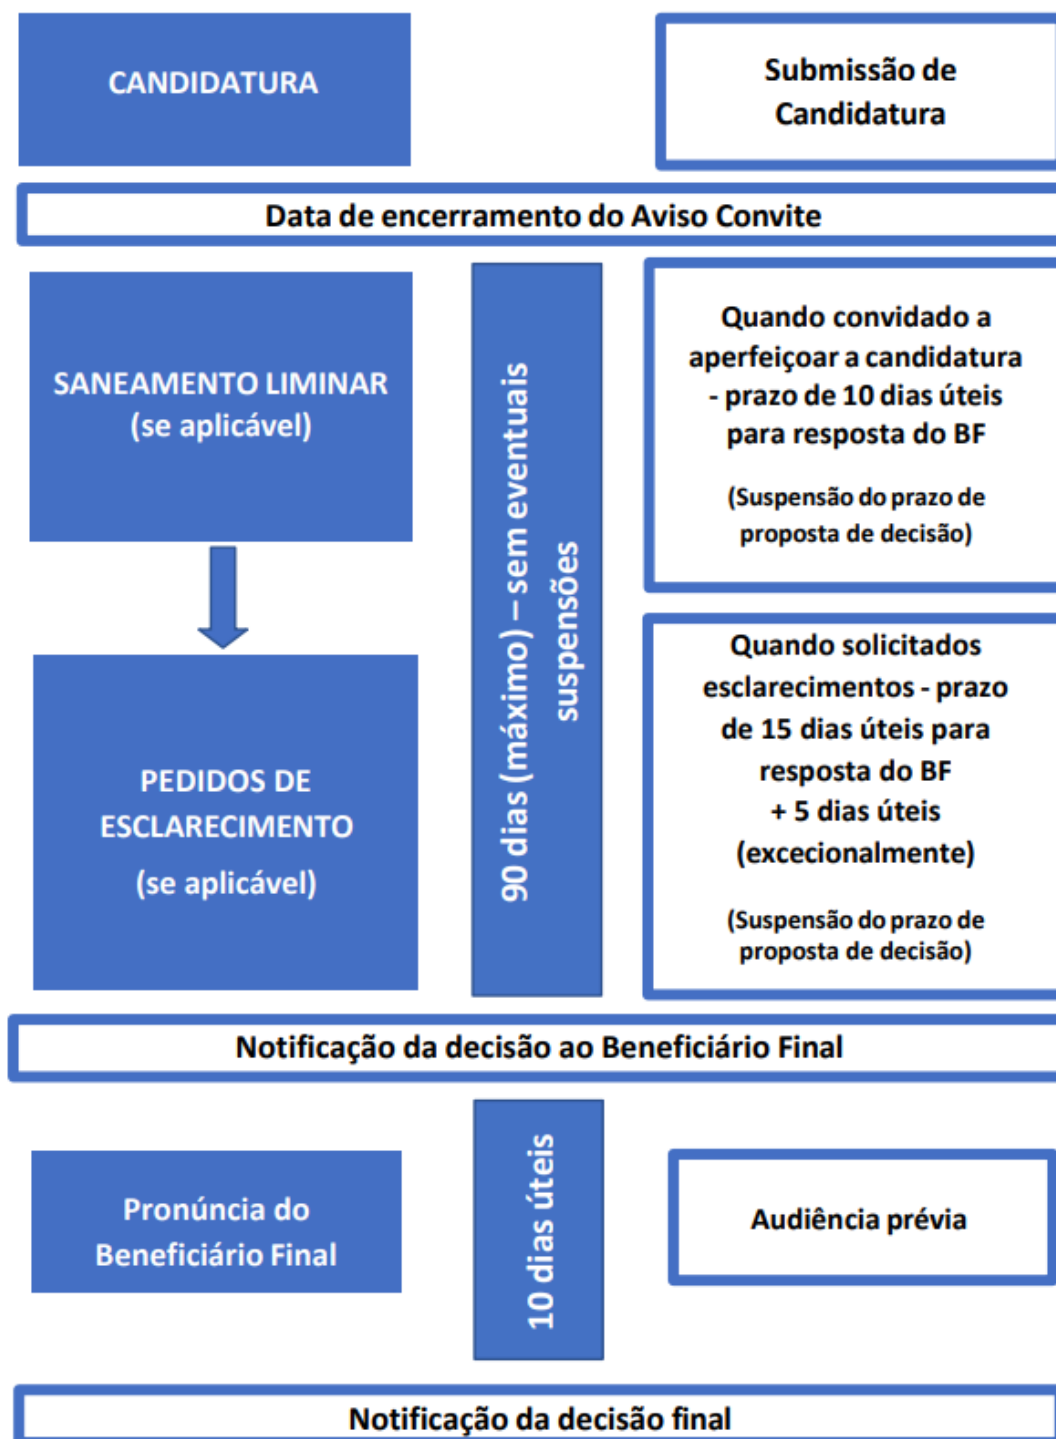 CANDIDATURA
Submissão de
Candidatura
Data de encerramento do Aviso Convite
SANEAMENTO LIMINAR
(se aplicável)
90 dias (máximo) – sem eventuais
suspensões
Quando convidado a
aperfeiçoar a candidatura
- prazo de 10 dias úteis
para resposta do BF
(Suspensão do prazo de
proposta de decisão)
PEDIDOS DE
ESCLARECIMENTO
(se aplicável)
Quando solicitados
esclarecimentos - prazo
de 15 dias úteis para
resposta do BF
+ 5 dias úteis
(excecionalmente)
(Suspensão do prazo de
proposta de decisão)
Notificação da decisão ao Beneficiário Final
Pronúncia do
Beneficiário Final
10 dias úteis
Audiência prévia
Notificação da decisão final